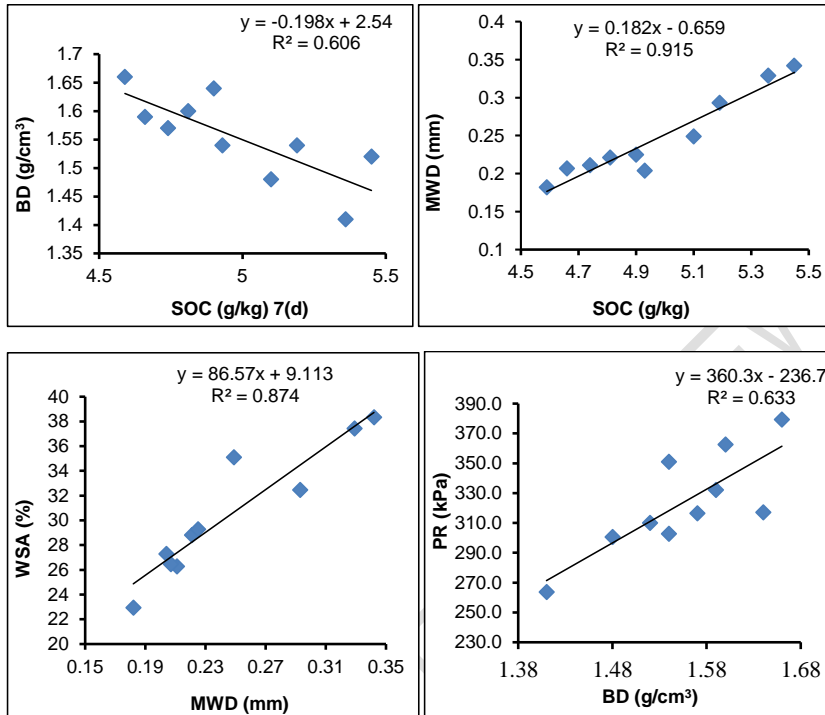 y = -0.198x + 2.54
R² = 0.606
1.7
1.65
1.6
1.55
1.5
1.45
1.4
1.35
BD (g/cm³)
4.5 5 5.5
SOC (g/kg) 7(d)
y = 0.182x - 0.659
R² = 0.915
0.4
0.35
0.3
0.25
0.2
0.15
0.1
MWD (mm)
4.5 4.7 4.9 5.1 5.3 5.5
SOC (g/kg)
y = 86.57x + 9.113
R² = 0.874
40
38
36
34
32
30
28
26
24
22
20
WSA (%)
0.15 0.19 0.23 0.27 0.31 0.35
MWD (mm)
y = 360.3x - 236.7
R² = 0.633
390.0
370.0
350.0
330.0
310.0
290.0
270.0
250.0
230.0
PR (kPa)
1.38 1.48 1.58 1.68
BD (g/cm³)